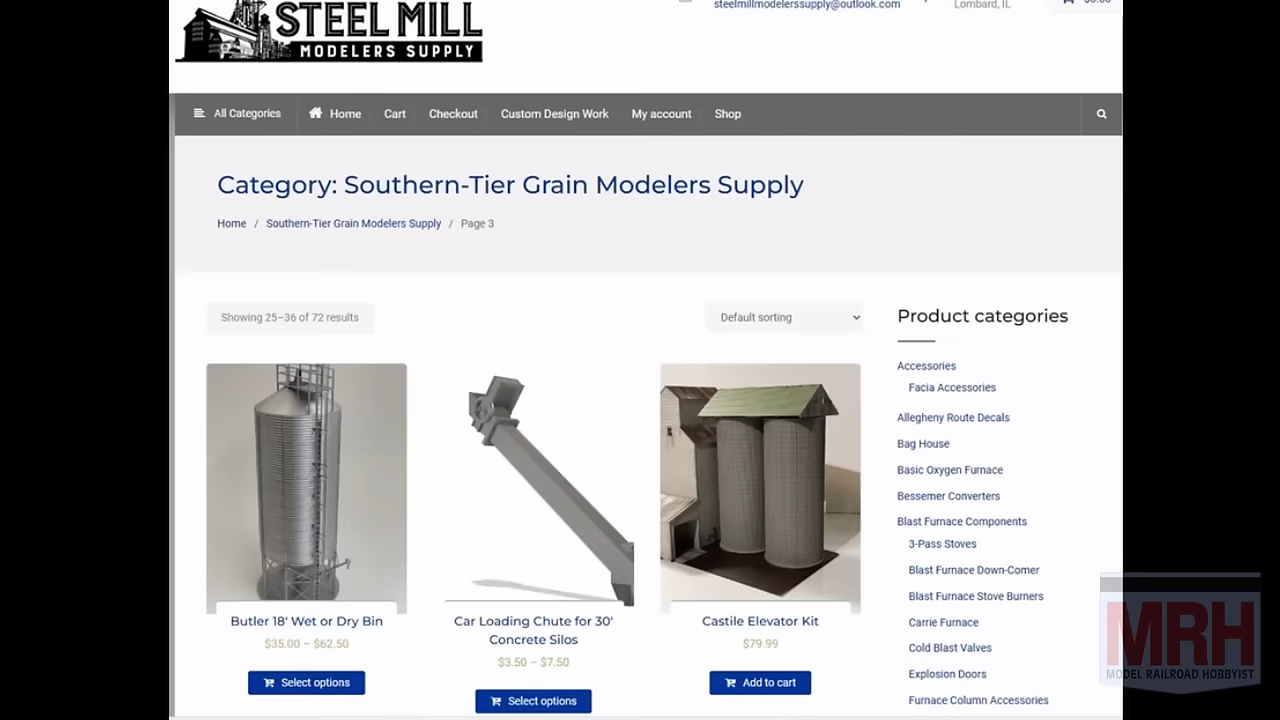 STEEL MILL
MODELERS SUPPLY
steelmillmodelerssupply@outlook.com
Lombard, IL
$0.00
All Categories
Home
Cart
Checkout
Custom Design Work
My account
Shop
Category: Southern-Tier Grain Modelers Supply
Home / Southern-Tier Grain Modelers Supply / Page 3
Showing 25–36 of 72 results
Default sorting
Butler 18' Wet or Dry Bin
$35.00 – $62.50
Select options
Car Loading Chute for 30'
Concrete Silos
$3.50 – $7.50
Select options
Castile Elevator Kit
$79.99
Add to cart
Product categories
Accessories
Facia Accessories
Allegheny Route Decals
Bag House
Basic Oxygen Furnace
Bessemer Converters
Blast Furnace Components
3-Pass Stoves
Blast Furnace Down-Comer
Blast Furnace Stove Burners
Carrie Furnace
Cold Blast Valves
Explosion Doors
Furnace Column Accessories
MRH
MODEL RAILROAD HOBBYIST